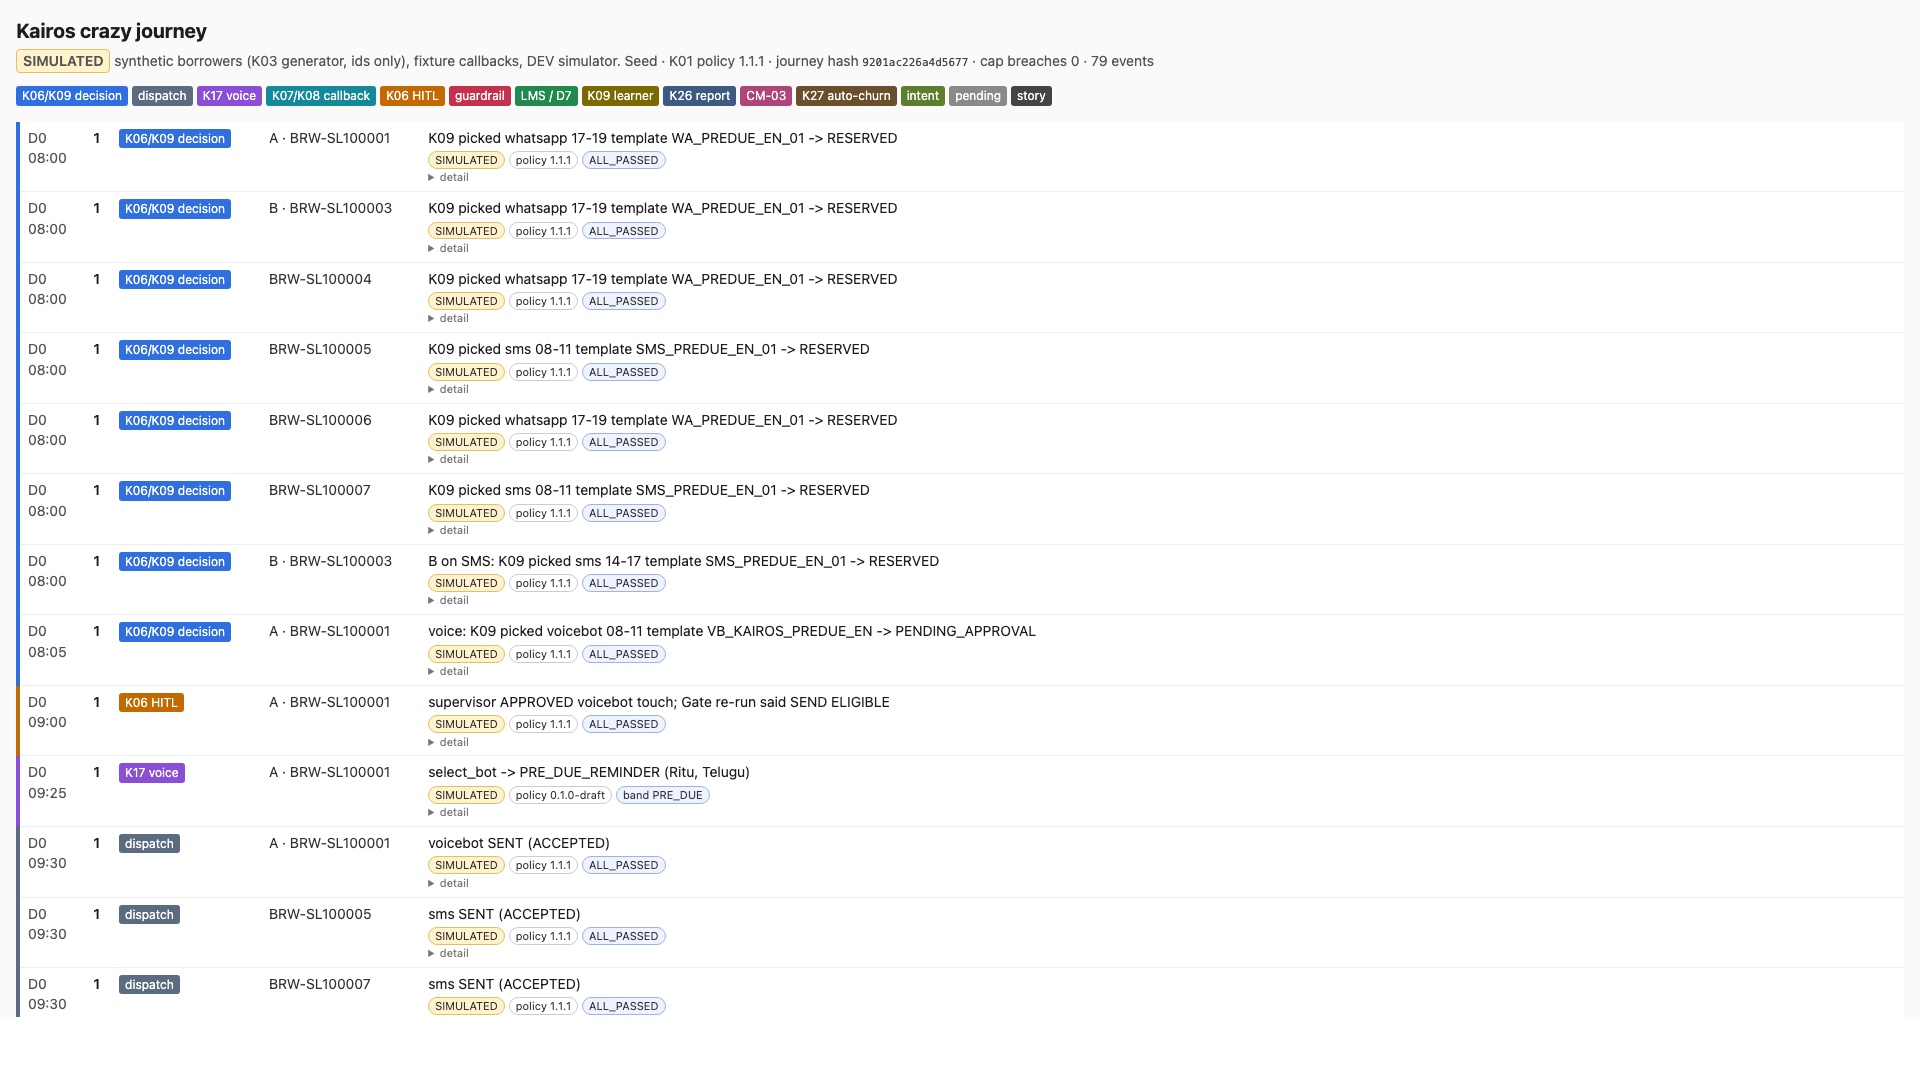 Kairos crazy journey
SIMULATED synthetic borrowers (K03 generator, ids only), fixture callbacks, DEV simulator. Seed · K01 policy 1.1.1 · journey hash 9201ac226a4d5677 · cap breaches 0 · 79 events
K06/K09 decision dispatch K17 voice K07/K08 callback K06 HITL guardrail LMS / D7 K09 learner K26 report CM-03 K27 auto-churn intent pending story
D0 1 K06/K09 decision A · BRW-SL100001 K09 picked whatsapp 17-19 template WA_PREDUE_EN_01 -> RESERVED
08:00 SIMULATED policy 1.1.1 ALL_PASSED
▶ detail
D0 1 K06/K09 decision B · BRW-SL100003 K09 picked whatsapp 17-19 template WA_PREDUE_EN_01 -> RESERVED
08:00 SIMULATED policy 1.1.1 ALL_PASSED
▶ detail
D0 1 K06/K09 decision BRW-SL100004 K09 picked whatsapp 17-19 template WA_PREDUE_EN_01 -> RESERVED
08:00 SIMULATED policy 1.1.1 ALL_PASSED
▶ detail
D0 1 K06/K09 decision BRW-SL100005 K09 picked sms 08-11 template SMS_PREDUE_EN_01 -> RESERVED
08:00 SIMULATED policy 1.1.1 ALL_PASSED
▶ detail
D0 1 K06/K09 decision BRW-SL100006 K09 picked whatsapp 17-19 template WA_PREDUE_EN_01 -> RESERVED
08:00 SIMULATED policy 1.1.1 ALL_PASSED
▶ detail
D0 1 K06/K09 decision BRW-SL100007 K09 picked sms 08-11 template SMS_PREDUE_EN_01 -> RESERVED
08:00 SIMULATED policy 1.1.1 ALL_PASSED
▶ detail
D0 1 K06/K09 decision B · BRW-SL100003 B on SMS: K09 picked sms 14-17 template SMS_PREDUE_EN_01 -> RESERVED
08:00 SIMULATED policy 1.1.1 ALL_PASSED
▶ detail
D0 1 K06/K09 decision A · BRW-SL100001 voice: K09 picked voicebot 08-11 template VB_KAIROS_PREDUE_EN -> PENDING_APPROVAL
08:05 SIMULATED policy 1.1.1 ALL_PASSED
▶ detail
D0 1 K06 HITL A · BRW-SL100001 supervisor APPROVED voicebot touch; Gate re-run said SEND ELIGIBLE
09:00 SIMULATED policy 1.1.1 ALL_PASSED
▶ detail
D0 1 K17 voice A · BRW-SL100001 select_bot -> PRE_DUE_REMINDER (Ritu, Telugu)
09:25 SIMULATED policy 0.1.0-draft band PRE_DUE
▶ detail
D0 1 dispatch A · BRW-SL100001 voicebot SENT (ACCEPTED)
09:30 SIMULATED policy 1.1.1 ALL_PASSED
▶ detail
D0 1 dispatch BRW-SL100005 sms SENT (ACCEPTED)
09:30 SIMULATED policy 1.1.1 ALL_PASSED
▶ detail
D0 1 dispatch BRW-SL100007 sms SENT (ACCEPTED)
09:30 SIMULATED policy 1.1.1 ALL_PASSED